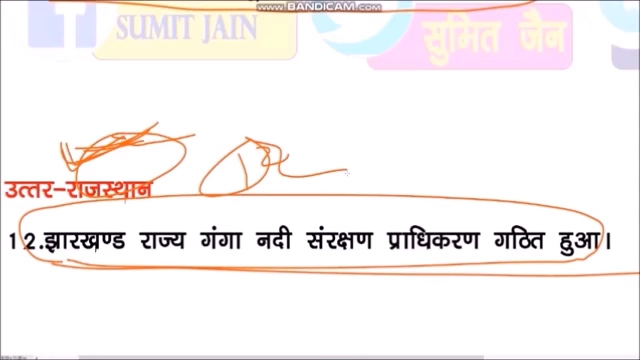 www.BANDICAM.com
SUMIT JAIN
सुमित जैन
उत्तर-राजस्थान
12.झारखण्ड राज्य गंगा नदी संरक्षण प्राधिकरण गठित हुआ।